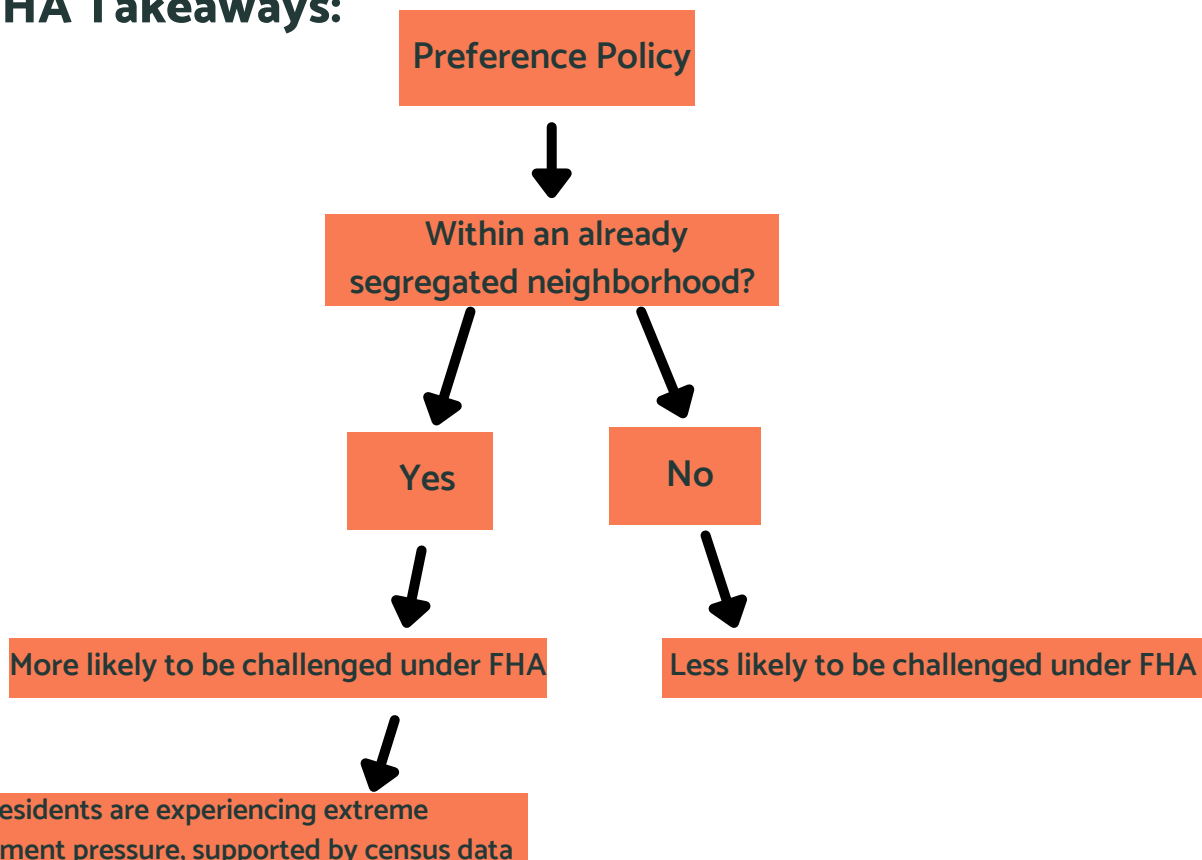 HA Takeaways:
Preference Policy
Within an already
segregated neighborhood?
Yes
No
More likely to be challenged under FHA
Less likely to be challenged under FHA
esidents are experiencing extreme
ment pressure, supported by census data